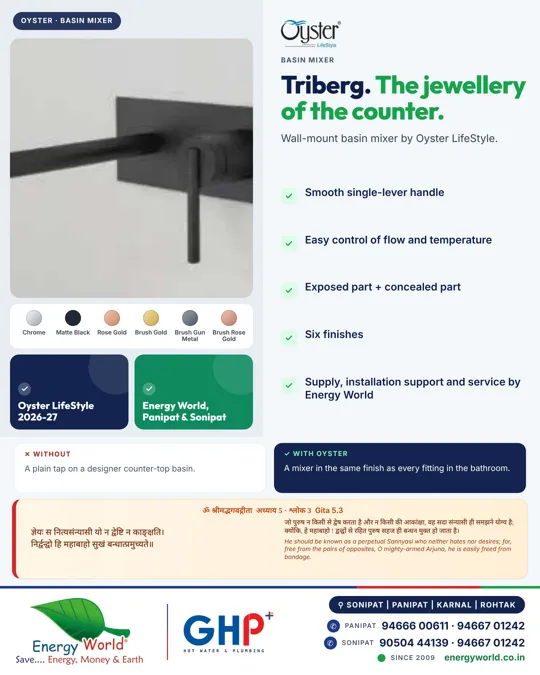 OYSTER · BASIN MIXER
Oyster®
LifeStyle
BASIN MIXER
Triberg. The jewellery
of the counter.
Wall-mount basin mixer by Oyster LifeStyle.
Smooth single-lever handle
Easy control of flow and temperature
Exposed part + concealed part
Six finishes
Supply, installation support and service by
Energy World
Chrome
Matte Black
Rose Gold
Brush Gold
Brush Gun
Metal
Brush Rose
Gold
Oyster LifeStyle
2026-27
Energy World,
Panipat & Sonipat
× WITHOUT
A plain tap on a designer counter-top basin.
✓ WITH OYSTER
A mixer in the same finish as every fitting in the bathroom.
ॐ श्रीमद्भगवद्गीता अध्याय 5 · श्लोक 3 Gita 5.3
ज्ञेयः स नित्यसंन्यासी यो न द्वेष्टि न काङ्क्षति।
निर्द्वन्द्वो हि महाबाहो सुखं बन्धात्प्रमुच्यते॥
जो पुरुष न किसी से द्वेष करता है और न किसी की आकांक्षा, वह सदा संन्यासी ही समझने योग्य है;
क्योंकि, हे महाबाहो ! द्वन्द्वों से रहित पुरुष सहज ही बन्धन मुक्त हो जाता है।
He should be known as a perpetual Sannyasi who neither hates nor desires; for,
free from the pairs of opposites, O mighty-armed Arjuna, he is easily freed from
bondage.
Energy World®
Save.... Energy, Money & Earth
GHP+
HOT WATER & PLUMBING
SONIPAT | PANIPAT | KARNAL | ROHTAK
PANIPAT 94666 00611 · 94667 01242
SONIPAT 90504 44139 · 94667 01242
SINCE 2009 energyworld.co.in